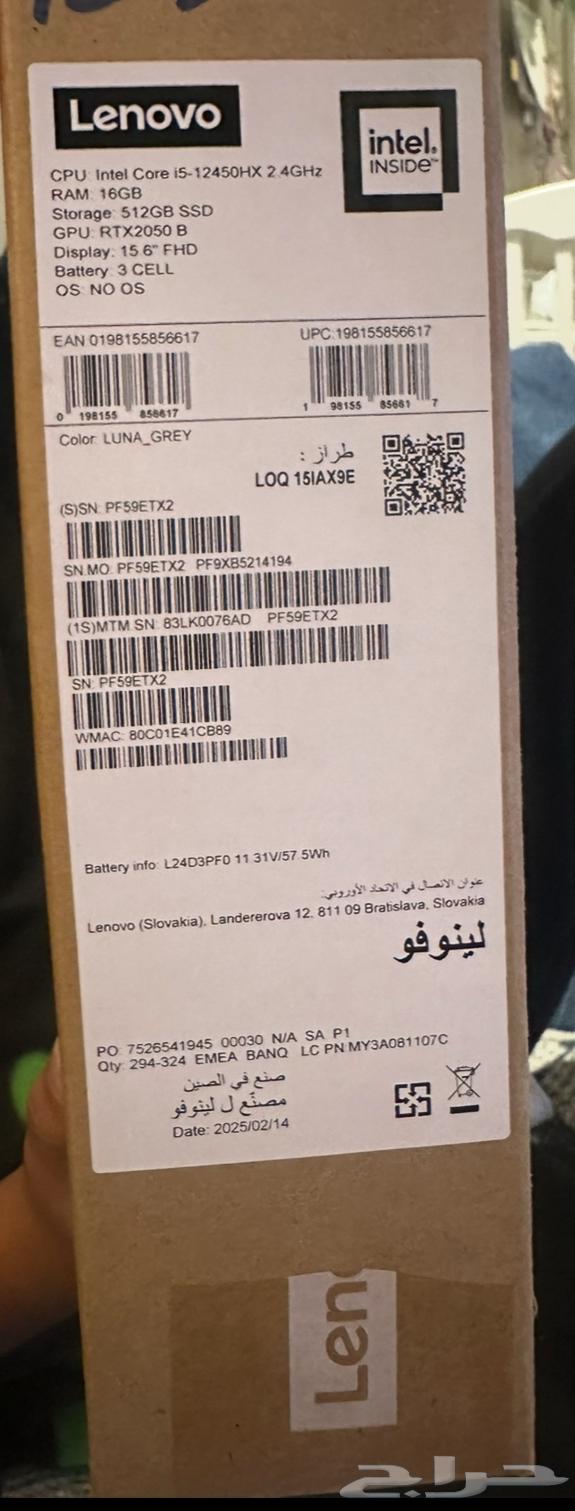 Lenovo
intel.
INSIDE™
CPU: Intel Core i5-12450HX 2.4GHz
RAM: 16GB
Storage: 512GB SSD
GPU: RTX2050 B
Display: 15.6" FHD
Battery: 3 CELL
OS: NO OS
EAN:0198155856617
UPC:198155856617
0 198155 856617
1 98155 85661 7
Color: LUNA_GREY
طراز :
LOQ 15IAX9E
(S)SN: PF59ETX2
SN.MO: PF59ETX2 PF9XB5214194
(1S)MTM SN: 83LK0076AD PF59ETX2
SN: PF59ETX2
WMAC: 80C01E41CB89
Battery info: L24D3PF0 11.31V/57.5Wh
عنوان الاتصال في الاتحاد الأوروبي:
Lenovo (Slovakia), Landererova 12, 811 09 Bratislava, Slovakia
لينوفو
PO: 7526541945 00030 N/A SA P1
Qty: 294-324 EMEA BANQ LC PN:MY3A081107C
صنع في الصين
مصنّع ل لينوفو
Date: 2025/02/14
Len
حراج